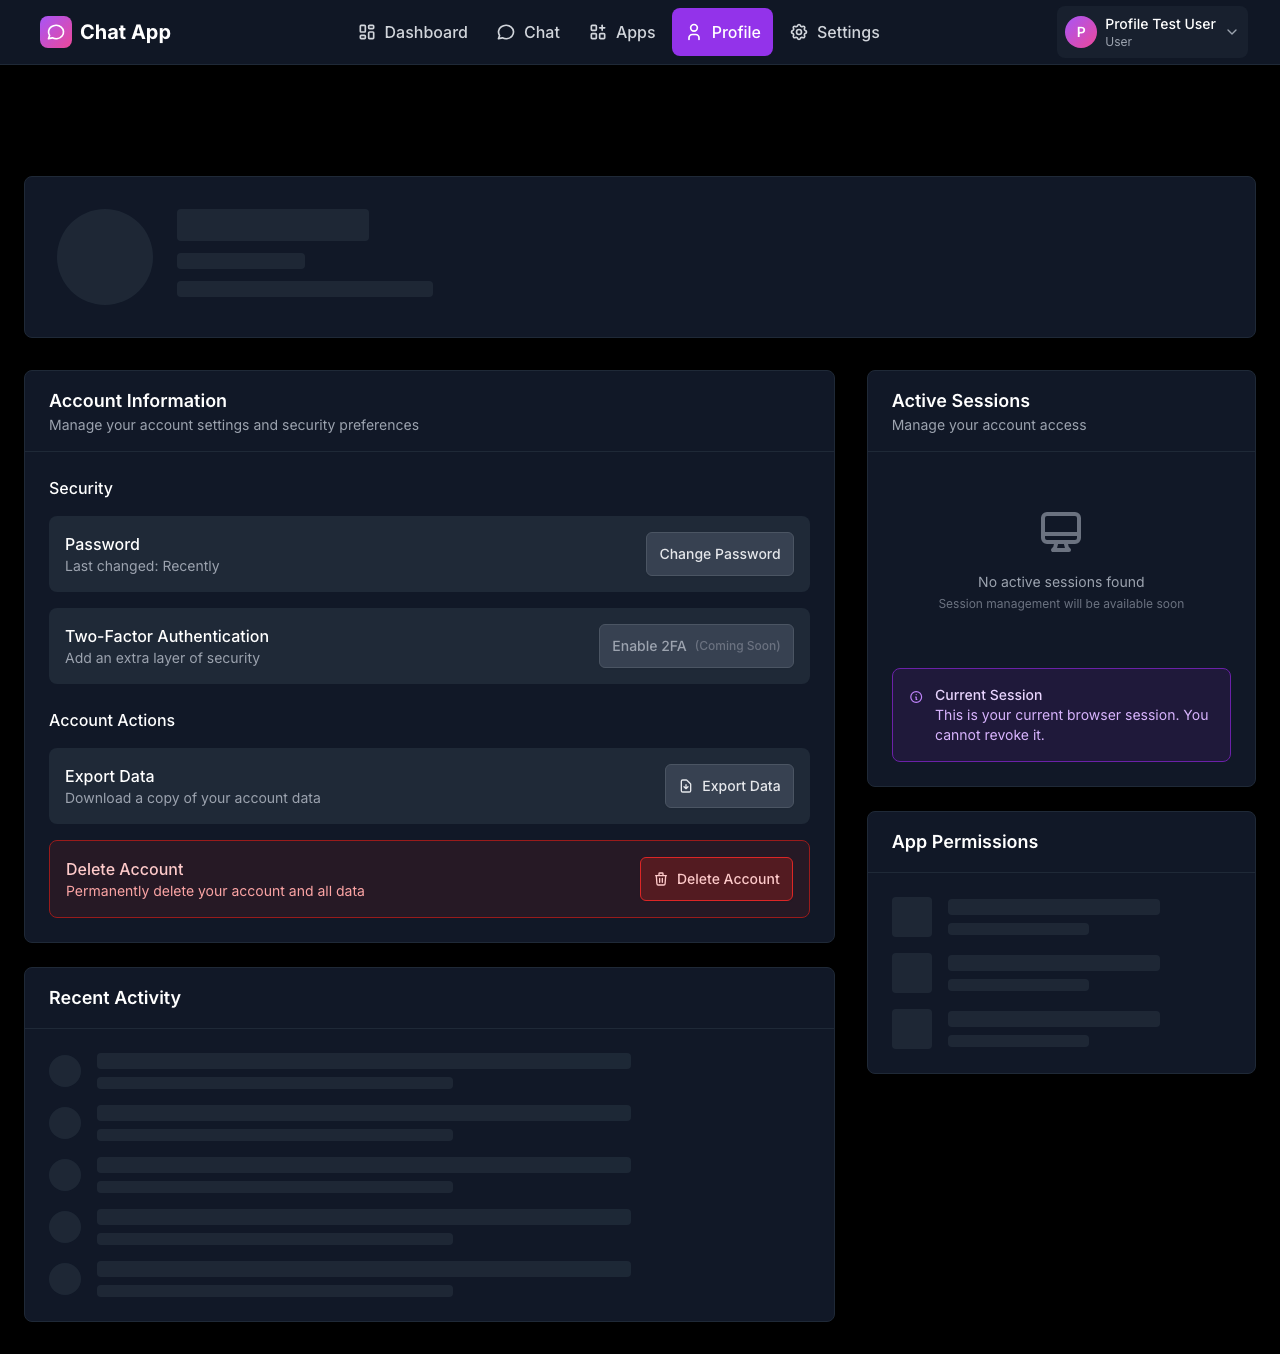 Chat App
Dashboard
Chat
Apps
Profile
Settings
P
Profile Test User
User
Account Information
Manage your account settings and security preferences
Security
Password
Last changed: Recently
Change Password
Two-Factor Authentication
Add an extra layer of security
Enable 2FA (Coming Soon)
Account Actions
Export Data
Download a copy of your account data
Export Data
Delete Account
Permanently delete your account and all data
Delete Account
Recent Activity
Active Sessions
Manage your account access
No active sessions found
Session management will be available soon
Current Session
This is your current browser session. You
cannot revoke it.
App Permissions